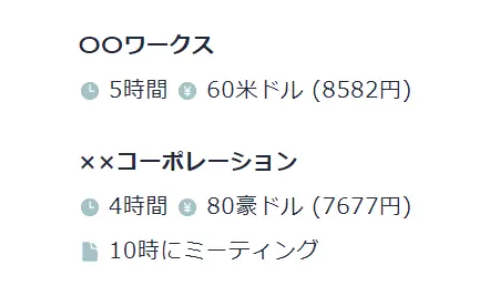 〇〇ワークス
5時間 60米ドル (8582円)
××コーポレーション
4時間 80豪ドル (7677円)
10時にミーティング